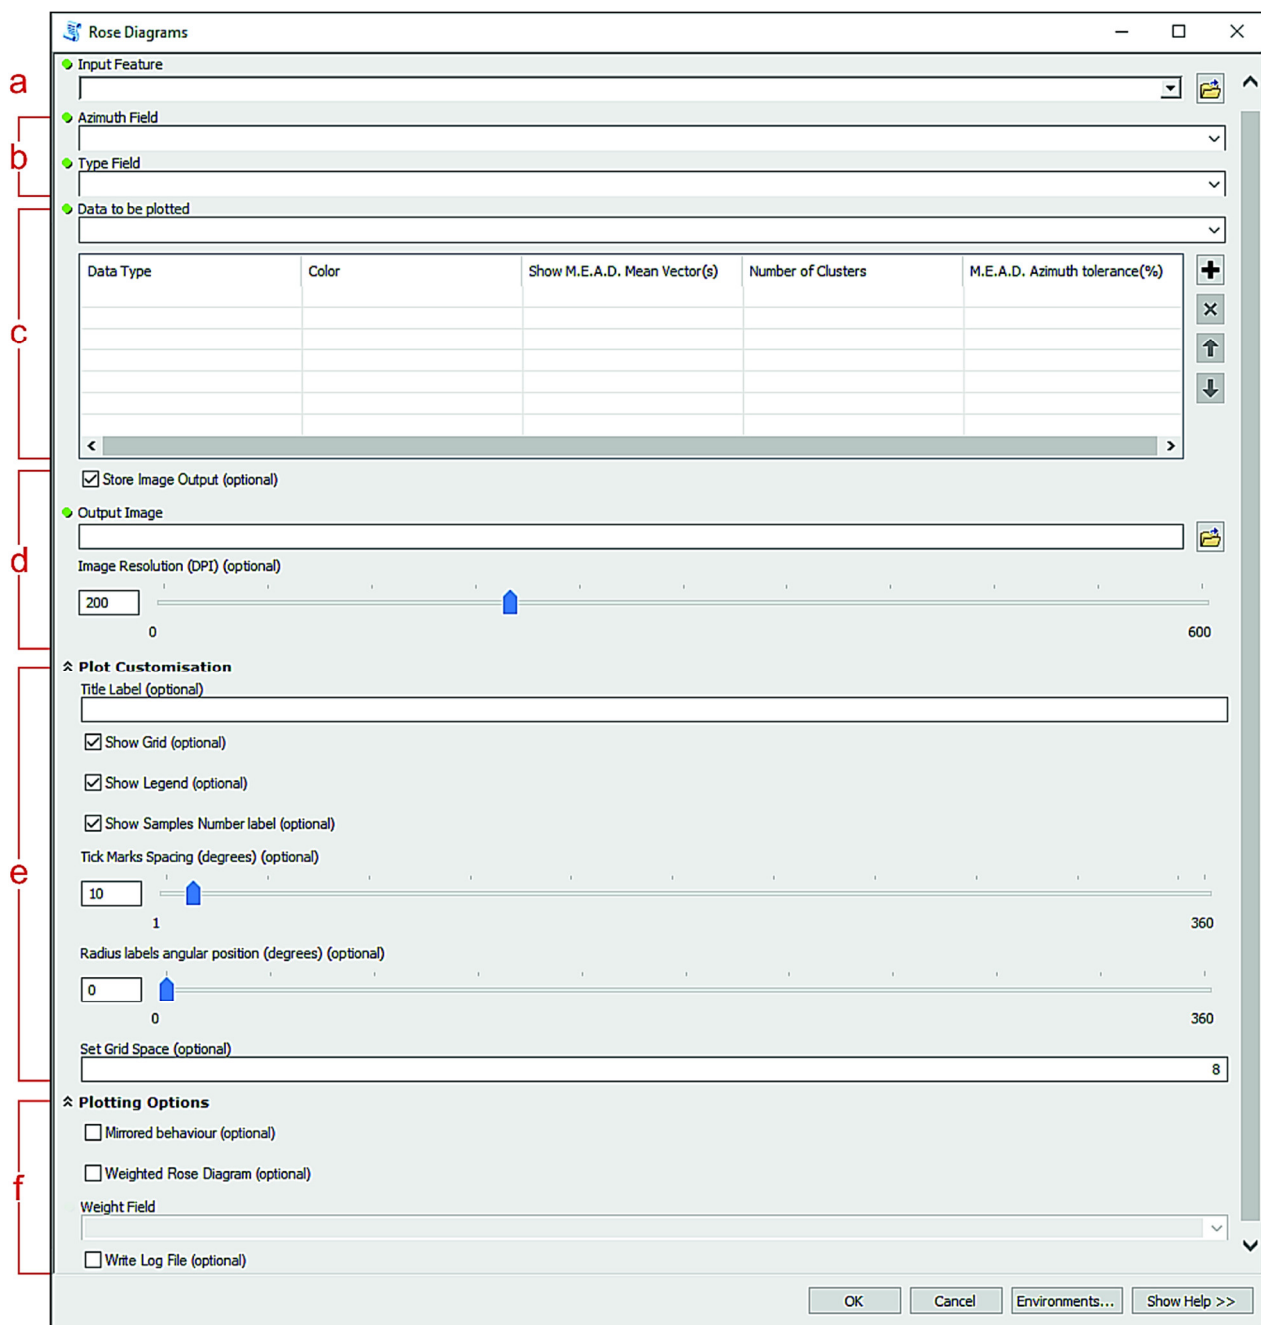 Rose Diagrams
a
Input Feature
b
Azimuth Field
Type Field
c
Data to be plotted
Data Type Color Show M.E.A.D. Mean Vector(s) Number of Clusters M.E.A.D. Azimuth tolerance(%)
d
Store Image Output (optional)
Output Image
Image Resolution (DPI) (optional)
200
0 600
e
Plot Customisation
Title Label (optional)
Show Grid (optional)
Show Legend (optional)
Show Samples Number label (optional)
Tick Marks Spacing (degrees) (optional)
10
1 360
Radius labels angular position (degrees) (optional)
0
0 360
Set Grid Space (optional)
8
f
Plotting Options
Mirrored behaviour (optional)
Weighted Rose Diagram (optional)
Weight Field
Write Log File (optional)
OK Cancel Environments... Show Help >>